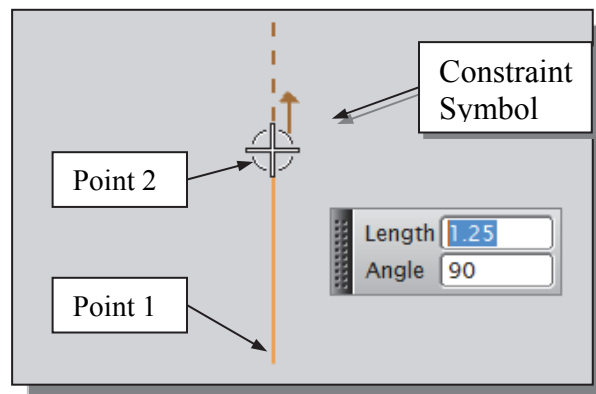 Constraint
Symbol
Point 2
Length 1.25
Angle 90
Point 1